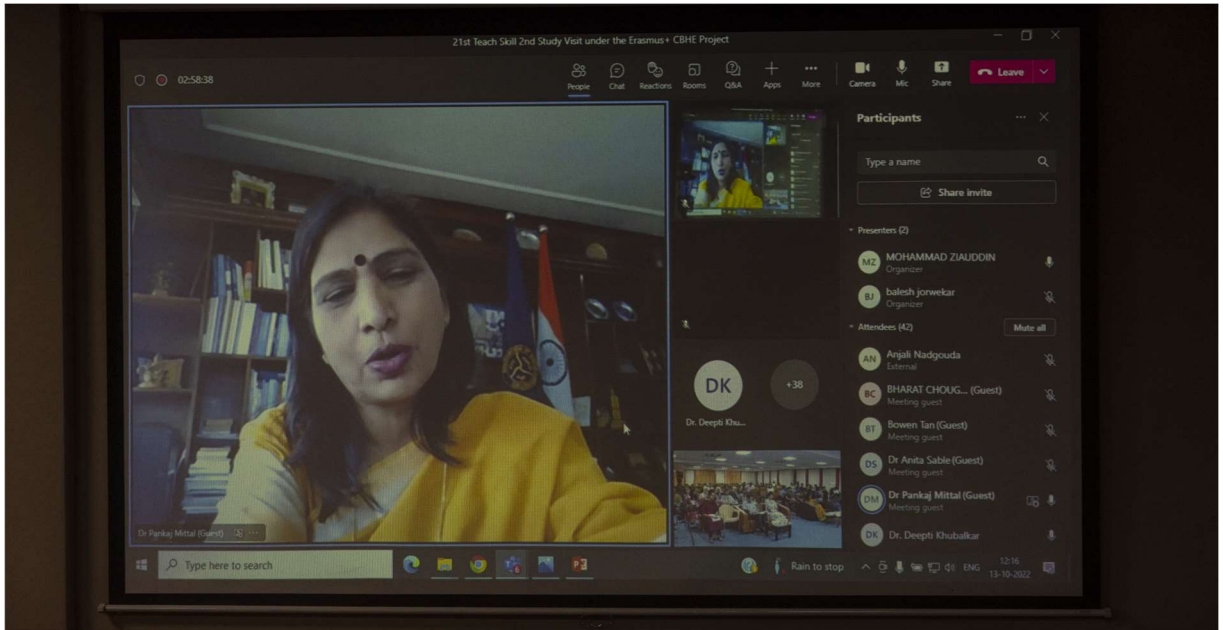 21st Teach Skill 2nd Study Visit under the Erasmus+ CBHE Project
02:58:38
People Chat Reactions Rooms Q&A Apps More Camera Mic Share Leave
Participants
Type a name
Share invite
Presenters (2)
MZ MOHAMMAD ZIAUDDIN
Organizer
BJ balesh jorwekar
Organizer
Attendees (42) Mute all
AN Anjali Nadgouda
External
BC BHARAT CHOUG... (Guest)
Meeting guest
BT Bowen Tan (Guest)
Meeting guest
DS Dr Anita Sable (Guest)
Meeting guest
DM Dr Pankaj Mittal (Guest)
Meeting guest
DK Dr. Deepti Khubalkar
DK +38
Dr. Deepti Khu...
Dr Pankaj Mittal (Guest)
Type here to search
Rain to stop ENG 12:16
13-10-2022